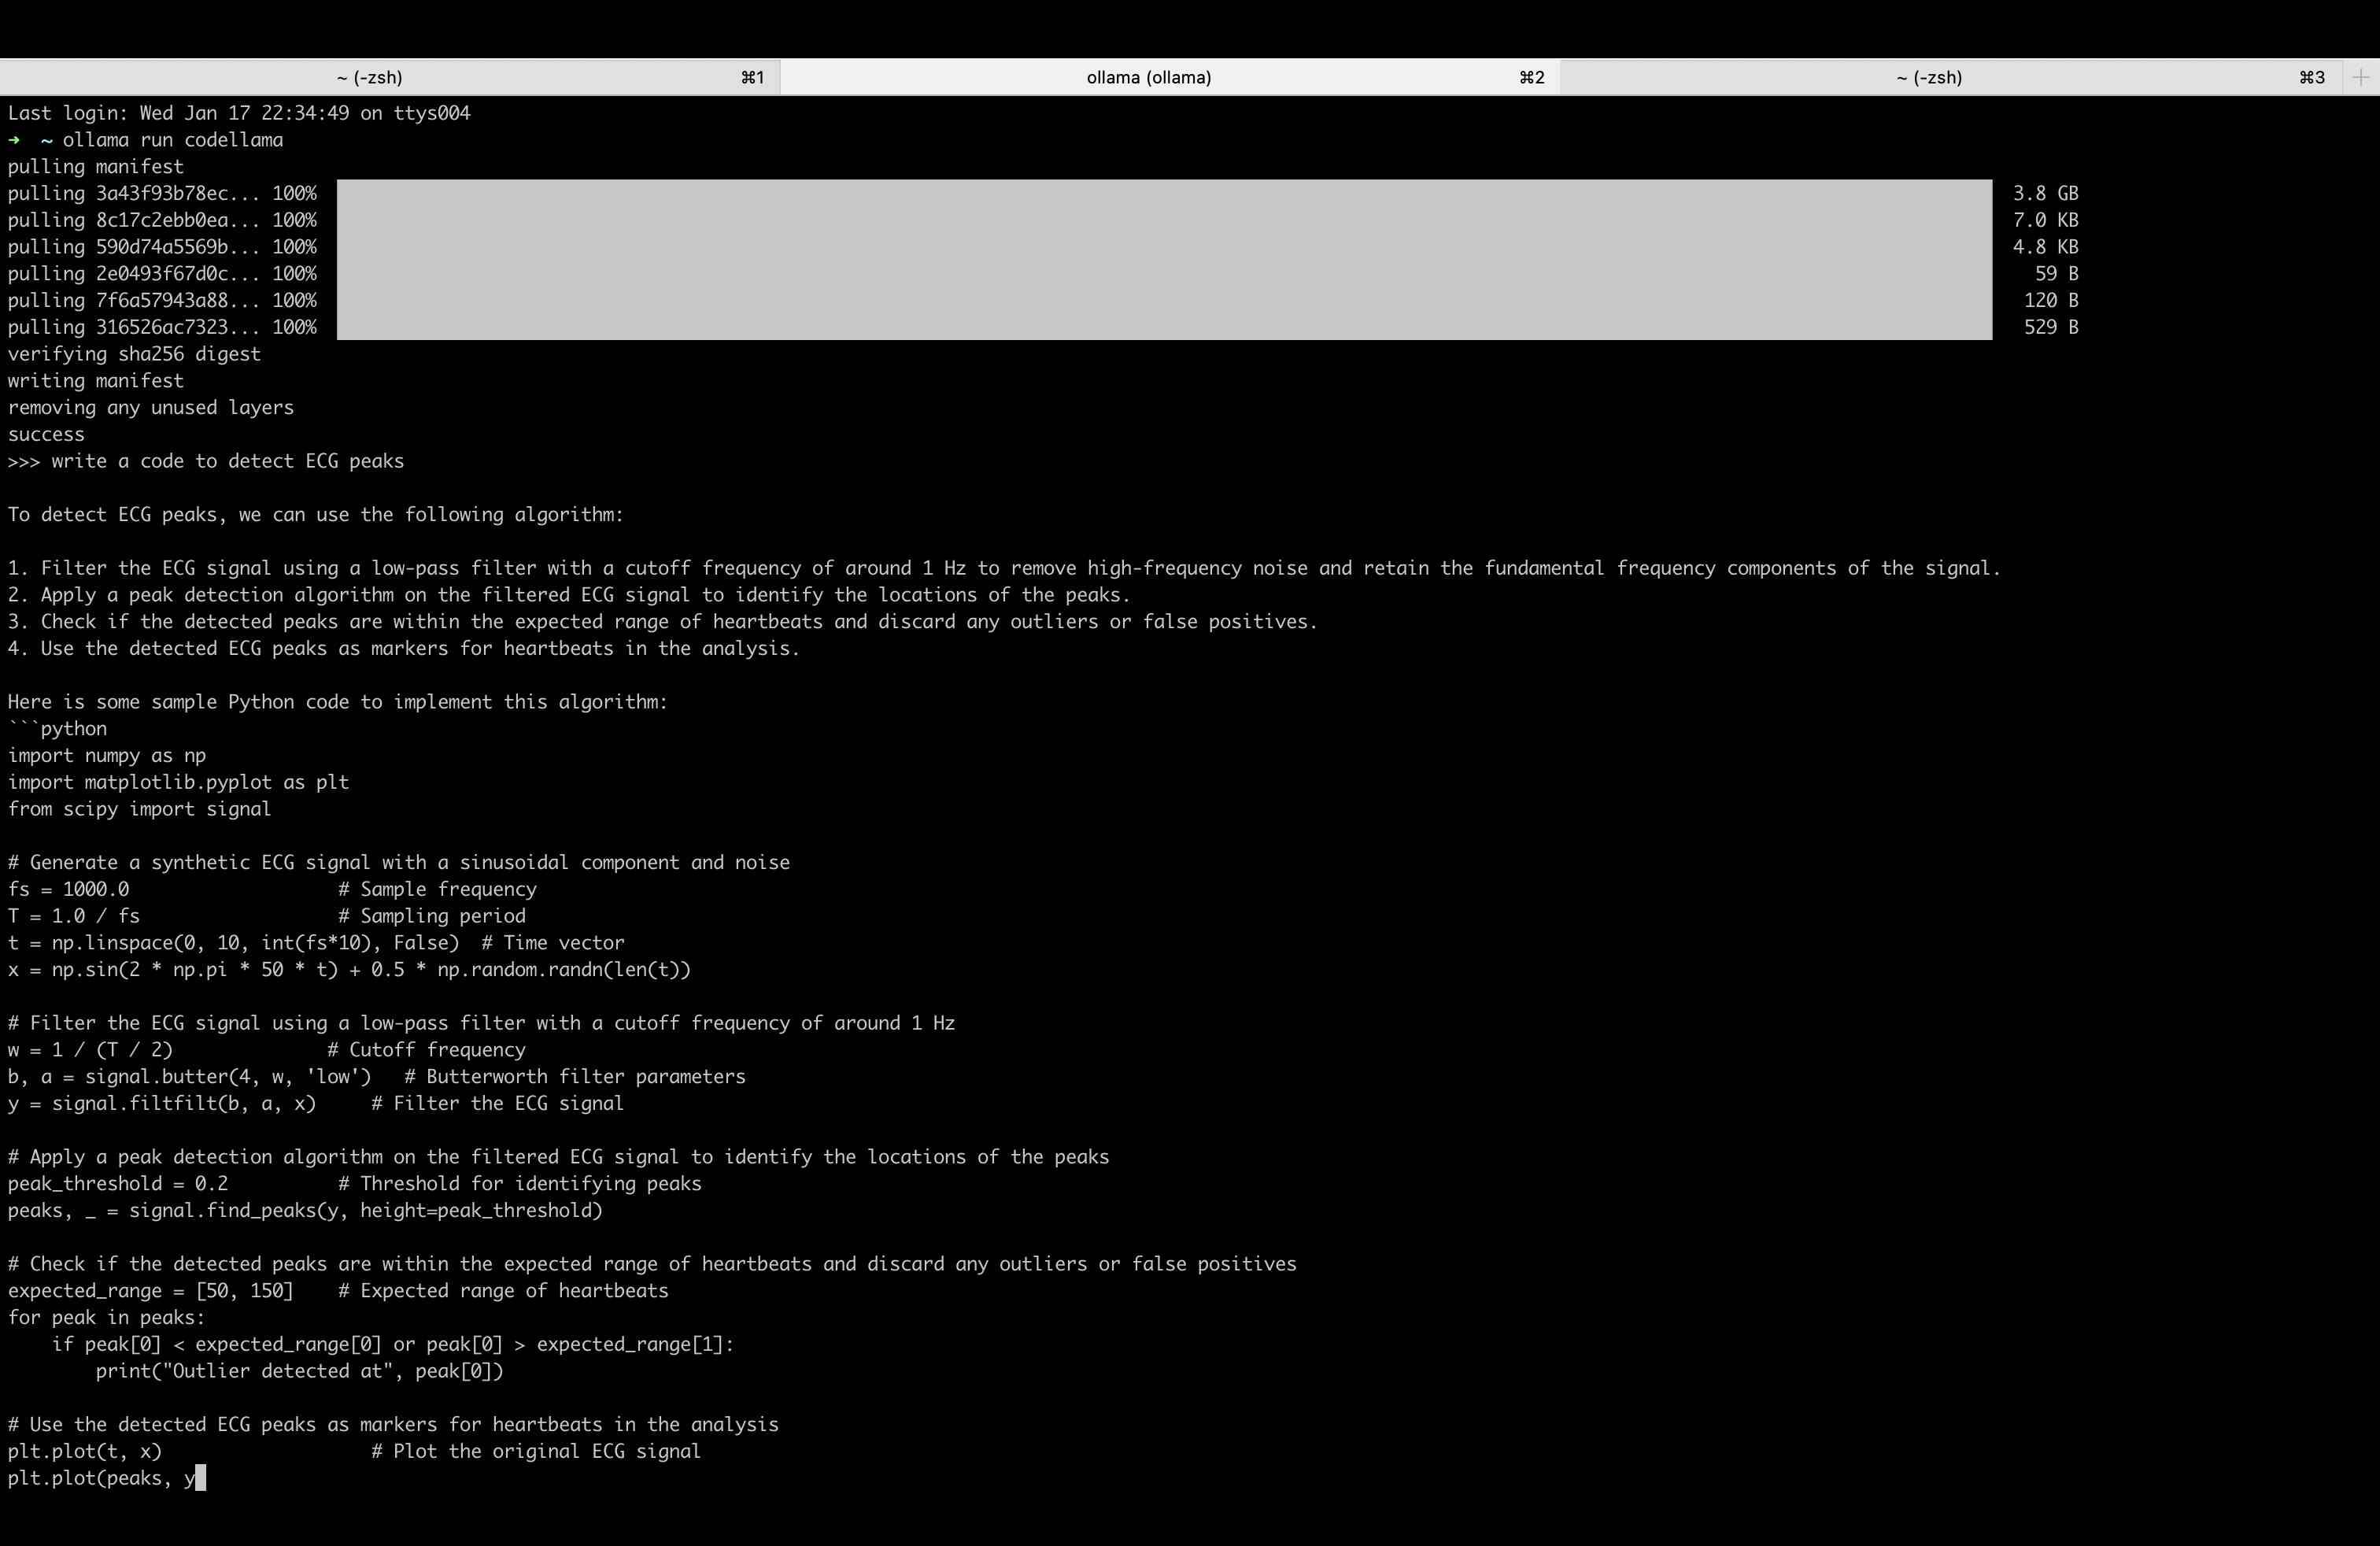 ~ (-zsh) ⌘1 ollama (ollama) ⌘2 ~ (-zsh) ⌘3 +
Last login: Wed Jan 17 22:34:49 on ttys004
➜  ~ ollama run codellama
pulling manifest
pulling 3a43f93b78ec... 100% 3.8 GB
pulling 8c17c2ebb0ea... 100% 7.0 KB
pulling 590d74a5569b... 100% 4.8 KB
pulling 2e0493f67d0c... 100% 59 B
pulling 7f6a57943a88... 100% 120 B
pulling 316526ac7323... 100% 529 B
verifying sha256 digest
writing manifest
removing any unused layers
success
>>> write a code to detect ECG peaks
To detect ECG peaks, we can use the following algorithm:
1. Filter the ECG signal using a low-pass filter with a cutoff frequency of around 1 Hz to remove high-frequency noise and retain the fundamental frequency components of the signal.
2. Apply a peak detection algorithm on the filtered ECG signal to identify the locations of the peaks.
3. Check if the detected peaks are within the expected range of heartbeats and discard any outliers or false positives.
4. Use the detected ECG peaks as markers for heartbeats in the analysis.
Here is some sample Python code to implement this algorithm:
```python
import numpy as np
import matplotlib.pyplot as plt
from scipy import signal
# Generate a synthetic ECG signal with a sinusoidal component and noise
fs = 1000.0                   # Sample frequency
T = 1.0 / fs                  # Sampling period
t = np.linspace(0, 10, int(fs*10), False)  # Time vector
x = np.sin(2 * np.pi * 50 * t) + 0.5 * np.random.randn(len(t))
# Filter the ECG signal using a low-pass filter with a cutoff frequency of around 1 Hz
w = 1 / (T / 2)              # Cutoff frequency
b, a = signal.butter(4, w, 'low')   # Butterworth filter parameters
y = signal.filtfilt(b, a, x)     # Filter the ECG signal
# Apply a peak detection algorithm on the filtered ECG signal to identify the locations of the peaks
peak_threshold = 0.2          # Threshold for identifying peaks
peaks, _ = signal.find_peaks(y, height=peak_threshold)
# Check if the detected peaks are within the expected range of heartbeats and discard any outliers or false positives
expected_range = [50, 150]    # Expected range of heartbeats
for peak in peaks:
    if peak[0] < expected_range[0] or peak[0] > expected_range[1]:
        print("Outlier detected at", peak[0])
# Use the detected ECG peaks as markers for heartbeats in the analysis
plt.plot(t, x)                   # Plot the original ECG signal
plt.plot(peaks, y